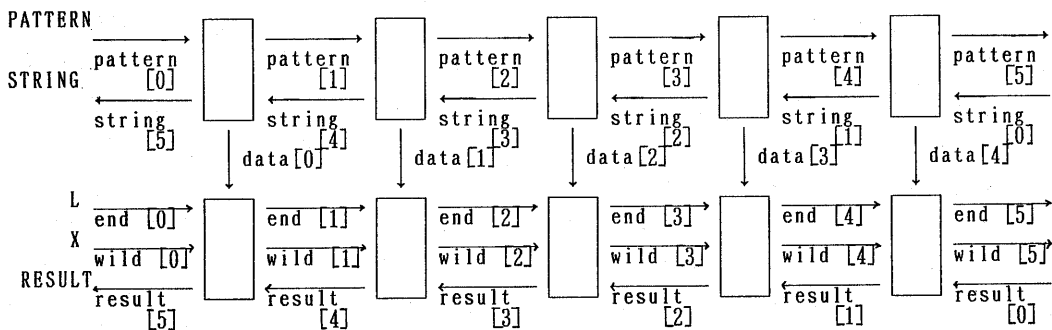 PATTERN
pattern pattern pattern pattern pattern pattern
[0] [1] [2] [3] [4] [5]
STRING
string string string string string string
[5] [4] [3] [2] [1] [0]
data[0] data[1] data[2] data[3] data[4]
L
end [0] end [1] end [2] end [3] end [4] end [5]
X
wild [0] wild [1] wild [2] wild [3] wild [4] wild [5]
RESULT
result result result result result result
[5] [4] [3] [2] [1] [0]